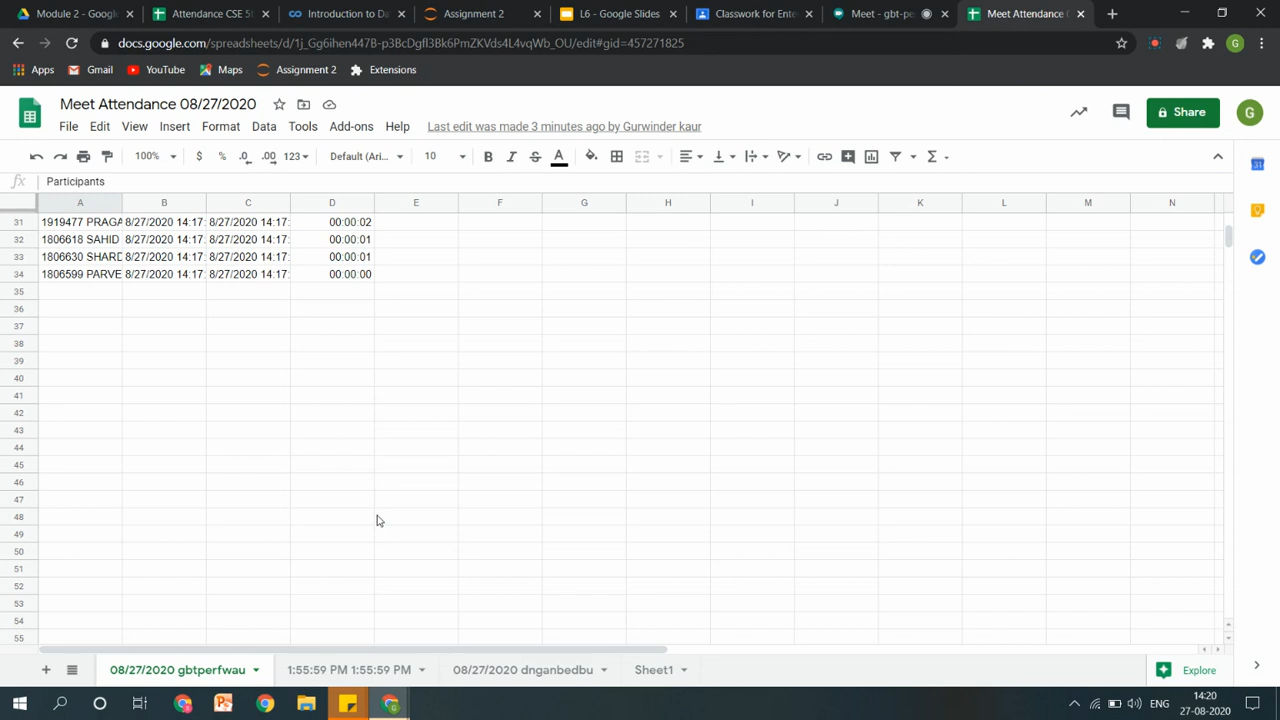 Module 2 - Google D
Attendance CSE 5t
Introduction to Da
Assignment 2
L6 - Google Slides
Classwork for Ente
Meet - gbt-pe
Meet Attendance
docs.google.com/spreadsheets/d/1j_Gg6ihen447B-p3BcDgfl3Bk6PmZKVds4L4vqWb_OU/edit#gid=457271825
G
Apps
Gmail
YouTube
Maps
Assignment 2
Extensions
Meet Attendance 08/27/2020
File Edit View Insert Format Data Tools Add-ons Help Last edit was made 3 minutes ago by Gurwinder kaur
Share
G
100% $ % .0 .00 123 Default (Ari... 10 B I S A
fx Participants
A B C D E F G H I J K L M N
31 1919477 PRAGA 8/27/2020 14:17: 8/27/2020 14:17: 00:00:02
32 1806618 SAHID 8/27/2020 14:17: 8/27/2020 14:17: 00:00:01
33 1806630 SHARD 8/27/2020 14:17: 8/27/2020 14:17: 00:00:01
34 1806599 PARVE 8/27/2020 14:17: 8/27/2020 14:17: 00:00:00
35
36
37
38
39
40
41
42
43
44
45
46
47
48
49
50
51
52
53
54
55
08/27/2020 gbtperfwau
1:55:59 PM 1:55:59 PM
08/27/2020 dnganbedbu
Sheet1
Explore
ENG
14:20
27-08-2020